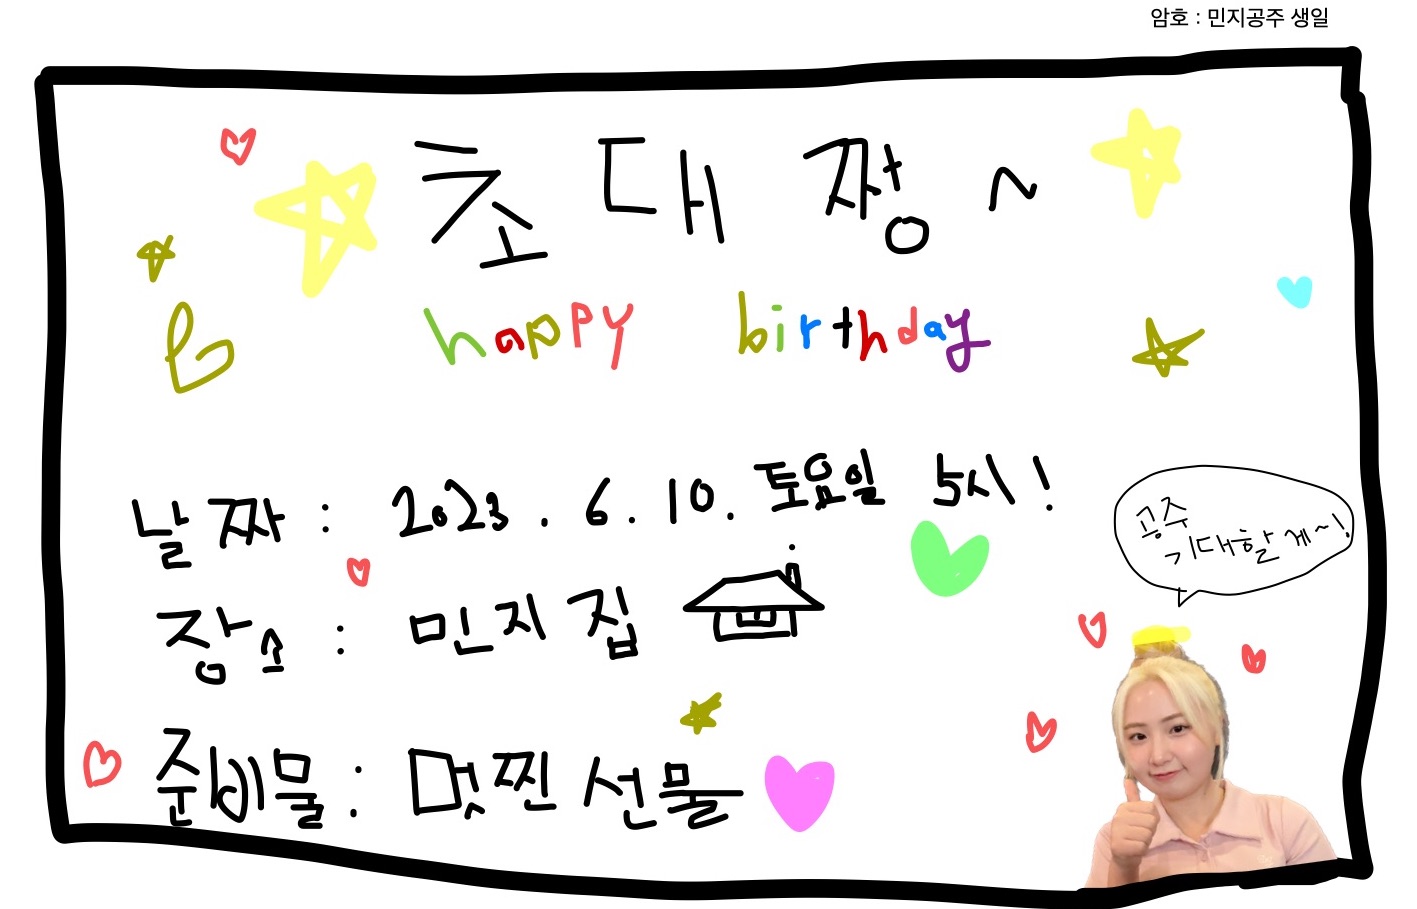 암호 : 민지공주 생일
초대짱~
happy birthday
날짜 : 2023. 6. 10. 토요일 5시!
장소 : 민지 집
준비물 : 멋찐 선물
공주
기대할게~!